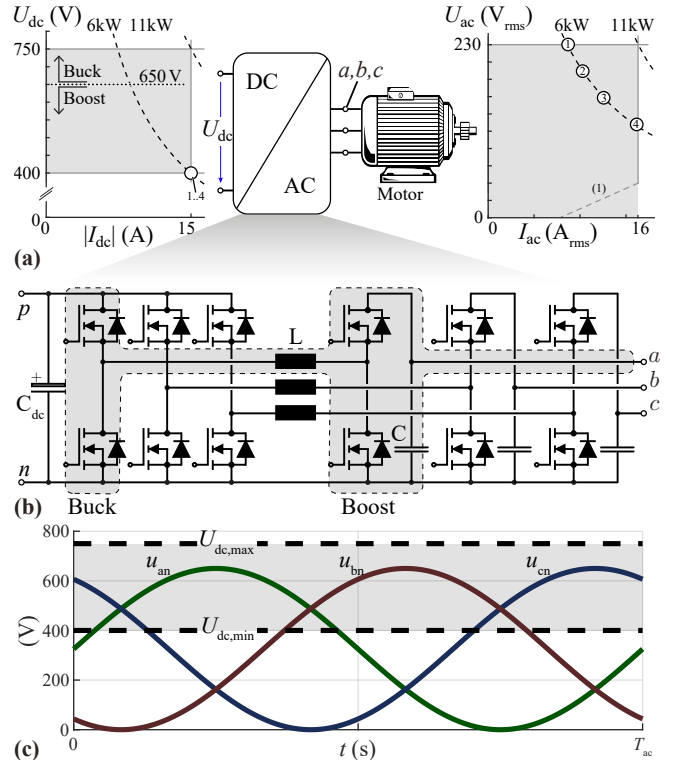 U_dc (V)
6kW 11kW
750
Buck
650 V
Boost
400
1..4
0
|I_dc| (A)
15
(a)
DC
AC
U_dc
a,b,c
Motor
U_ac (V_rms)
6kW
11kW
230
1
2
3
4
(1)
0
I_ac (A_rms)
16
p
L
a
b
c
+
C_dc
C
n
(b)
Buck
Boost
800
U_dc,max
u_an
u_bn
u_cn
600
400
U_dc,min
(V)
200
0
(c)
0
t (s)
T_ac